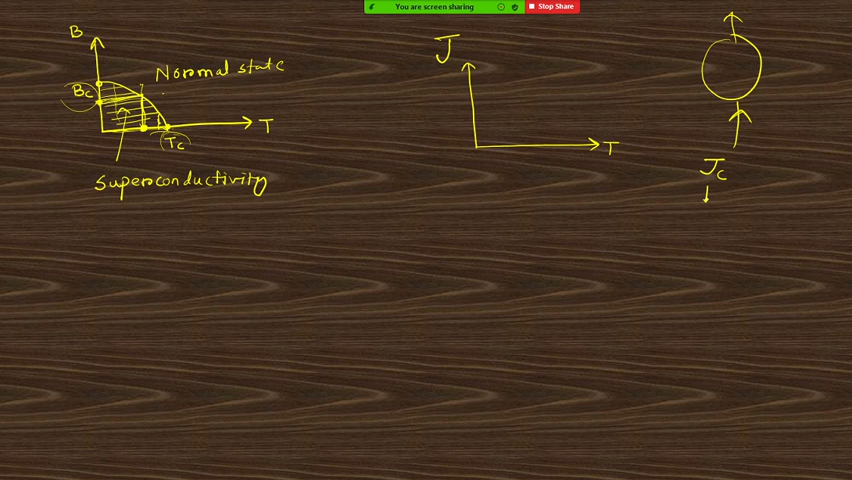 You are screen sharing
Stop Share
B
J
Normal state
Bc
T
Tc
T
Jc
Superconductivity